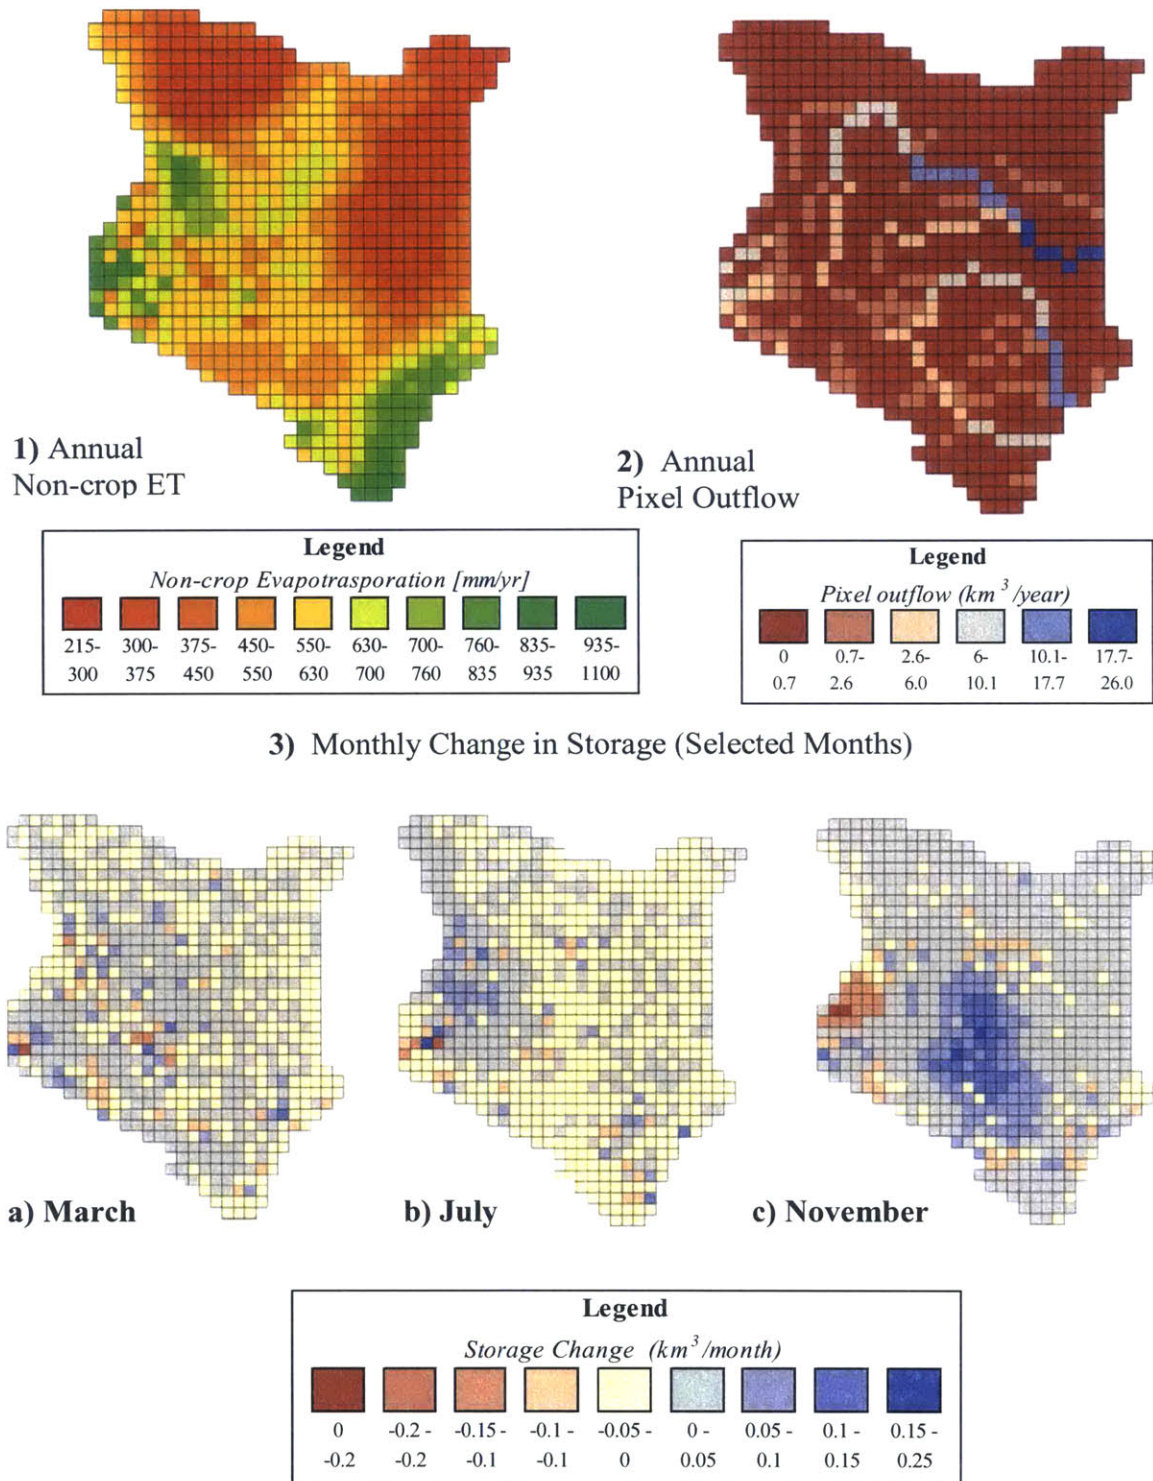 1) Annual
Non-crop ET
2) Annual
Pixel Outflow
Legend
Non-crop Evapotrasporation [mm/yr]
215- 300- 375- 450- 550- 630- 700- 760- 835- 935-
300 375 450 550 630 700 760 835 935 1100
Legend
Pixel outflow (km³/year)
0 0.7- 2.6- 6- 10.1- 17.7-
0.7 2.6 6.0 10.1 17.7 26.0
3) Monthly Change in Storage (Selected Months)
a) March
b) July
c) November
Legend
Storage Change (km³/month)
0 -0.2 - -0.15- -0.1 - -0.05 - 0 - 0.05 - 0.1 - 0.15 -
-0.2 -0.2 -0.1 -0.1 0 0.05 0.1 0.15 0.25